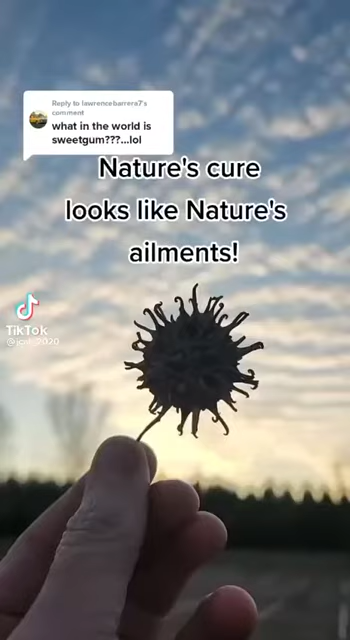 Reply to lawrencebarrera7's
comment
what in the world is
sweetgum???...lol
Nature's cure
looks like Nature's
ailments!
TikTok